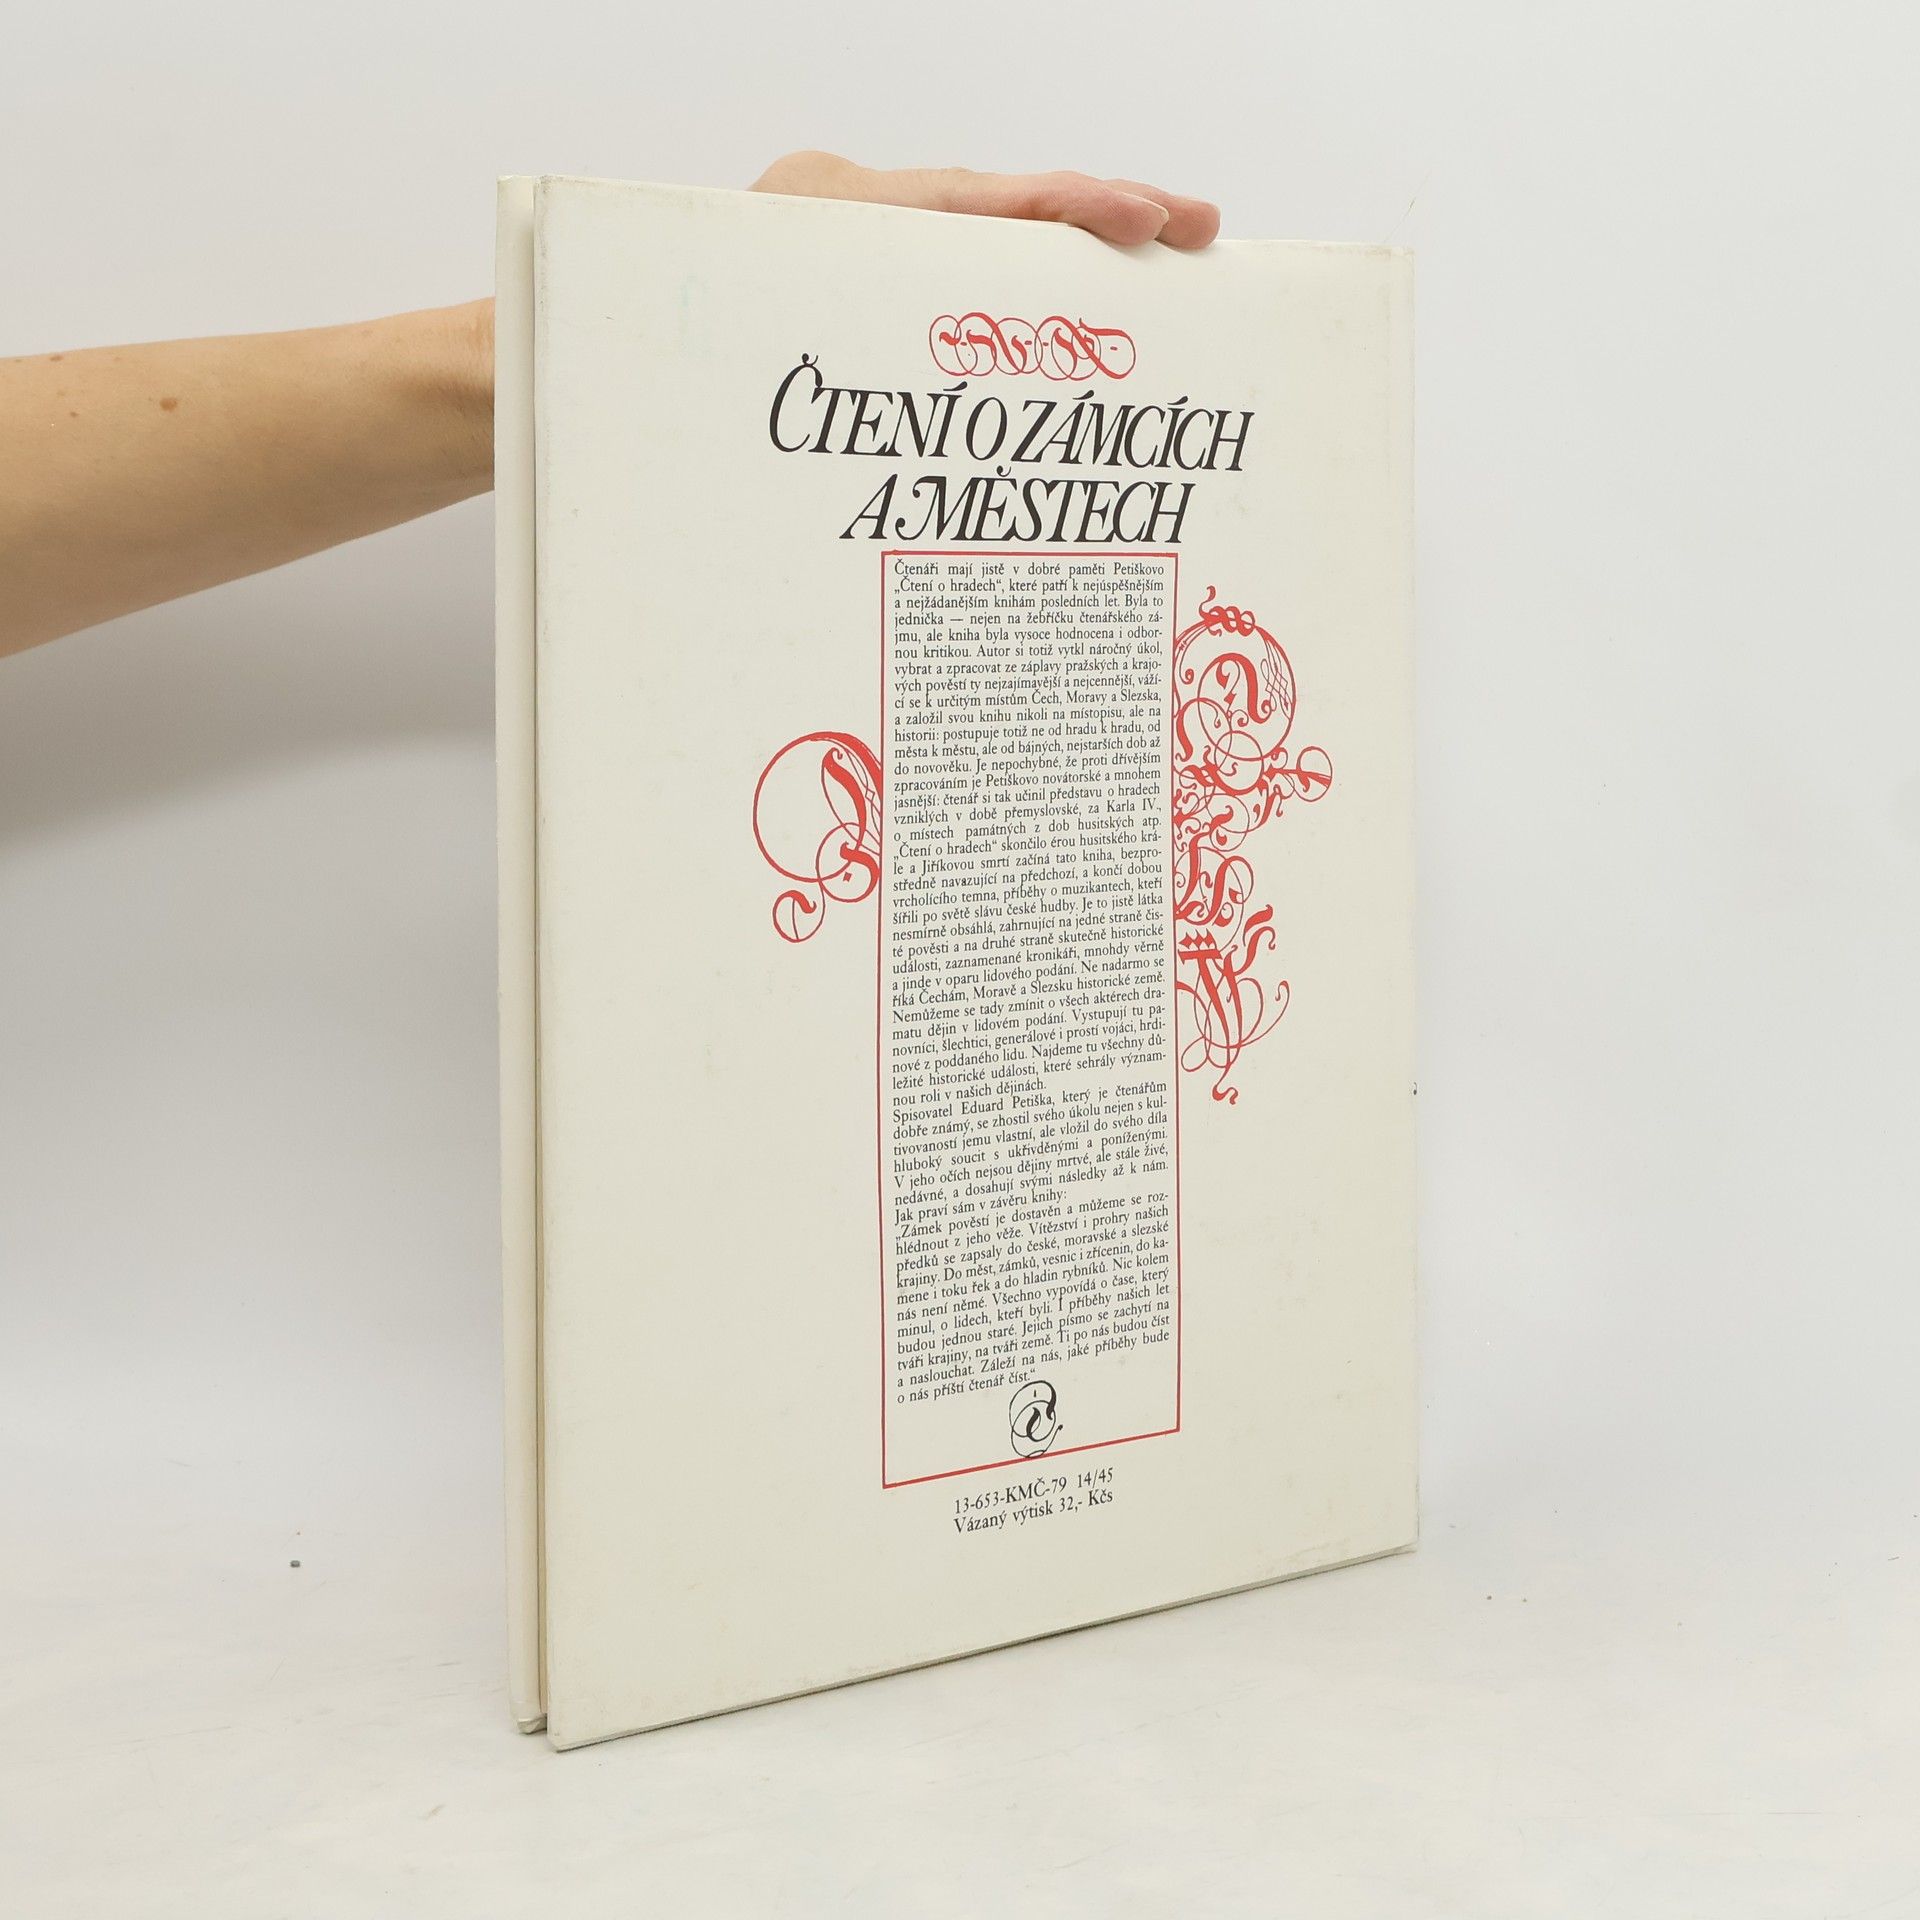 ČTENÍ O ZÁMCÍCH
A MĚSTECH
Čtenáři mají jistě v dobré paměti Petiškovo
„Čtení o hradech“, které patří k nejúspěšnějším
a nejžádanějším knihám posledních let. Byla to
jednička — nejen na žebříčku čtenářského zá-
jmu, ale kniha byla vysoce hodnocena i odbor-
nou kritikou. Autor si totiž vytkl náročný úkol,
vybrat a zpracovat ze záplavy pražských a krajo-
vých pověstí ty nejzajímavější a nejcennější, váží-
cí se k určitým místům Čech, Moravy a Slezska,
a založil svou knihu nikoli na místopisu, ale na
historii: postupuje totiž ne od hradu k hradu, od
města k městu, ale od bájných, nejstarších dob až
do novověku. Je nepochybné, že proti dřívějším
zpracováním je Petiškovo novátorské a mnohem
jasnější: čtenář si tak učinil představu o hradech
vzniklých v době přemyslovské, za Karla IV.,
o místech památných z dob husitských atp.
„Čtení o hradech“ skončilo érou husitského krá-
le a Jiříkovou smrtí začíná tato kniha, bezpro-
středně navazující na předchozí, a končí dobou
vrcholícího temna, příběhy o muzikantech, kteří
šířili po světě slávu české hudby. Je to jistě látka
nesmírně obsáhlá, zahrnující na jedné straně čis-
té pověsti a na druhé straně skutečně historické
události, zaznamenané kronikáři, mnohdy věrně
a jinde v oparu lidového podání. Ne nadarmo se
říká Čechám, Moravě a Slezsku historické země.
Nemůžeme se tady zmínit o všech aktérech dra-
matu dějin v lidovém podání. Vystupují tu pa-
novníci, šlechtici, generálové i prostí vojáci, hrdi-
nové z poddaného lidu. Najdeme tu všechny dů-
ležité historické události, které sehrály význam-
nou roli v našich dějinách.
Spisovatel Eduard Petiška, který je čtenářům
dobře známý, se zhostil svého úkolu nejen s kul-
tivovaností jemu vlastní, ale vložil do svého díla
hluboký soucit s ukřivděnými a poníženými.
V jeho očích nejsou dějiny mrtvé, ale stále živé,
nedávné, a dosahují svými následky až k nám.
Jak praví sám v závěru knihy:
„Zámek pověstí je dostavěn a můžeme se roz-
hlédnout z jeho věže. Vítězství i prohry našich
předků se zapsaly do české, moravské a slezské
krajiny. Do měst, zámků, vesnic i zřícenin, do ka-
mene i toku řek a do hladin rybníků. Nic kolem
nás není němé. Všechno vypovídá o čase, který
minul, o lidech, kteří byli. I příběhy našich let
budou jednou staré. Jejich písmo se zachytí na
tváři krajiny, na tváři země. Ti po nás budou číst
a naslouchat. Záleží na nás, jaké příběhy bude
o nás příští čtenář číst.“
13-653-KMČ-79 14/45
Vázaný výtisk 32,- Kčs